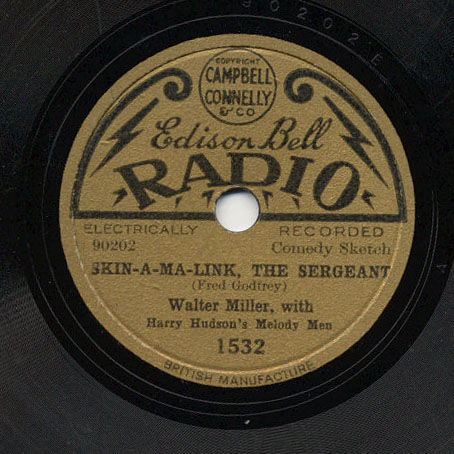 90202E
COPYRIGHT
CAMPBELL
CONNELLY
& CO
Edison Bell
RADIO
ELECTRICALLY RECORDED
90202 Comedy Sketch
SKIN-A-MA-LINK, THE SERGEANT
(Fred Godfrey)
Walter Miller, with
Harry Hudson's Melody Men
1532
BRITISH MANUFACTURE